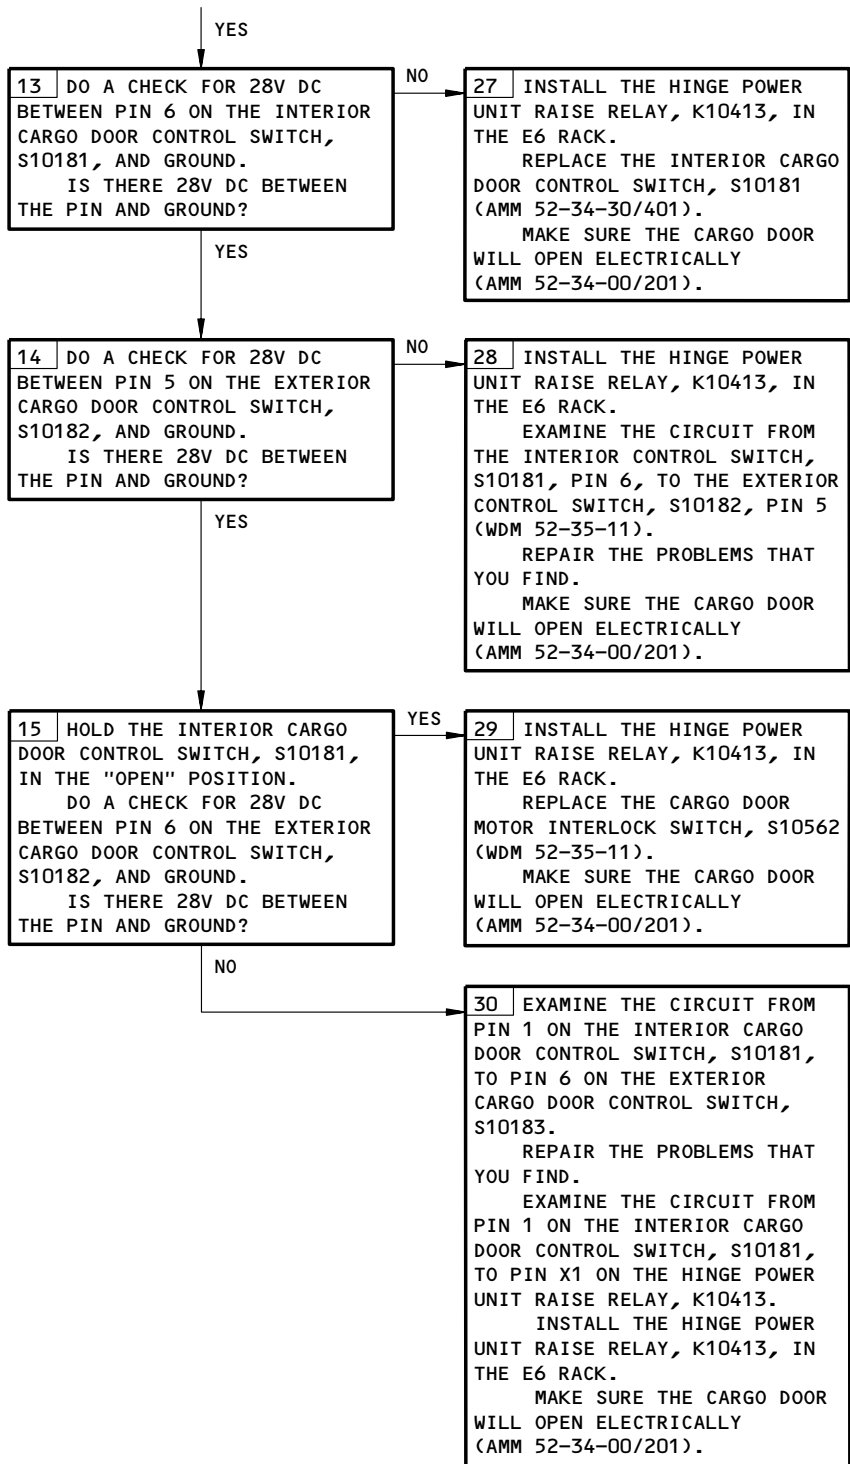 YES
13 DO A CHECK FOR 28V DC
BETWEEN PIN 6 ON THE INTERIOR
CARGO DOOR CONTROL SWITCH,
S10181, AND GROUND.
IS THERE 28V DC BETWEEN
THE PIN AND GROUND?
NO
27 INSTALL THE HINGE POWER
UNIT RAISE RELAY, K10413, IN
THE E6 RACK.
REPLACE THE INTERIOR CARGO
DOOR CONTROL SWITCH, S10181
(AMM 52-34-30/401).
MAKE SURE THE CARGO DOOR
WILL OPEN ELECTRICALLY
(AMM 52-34-00/201).
YES
14 DO A CHECK FOR 28V DC
BETWEEN PIN 5 ON THE EXTERIOR
CARGO DOOR CONTROL SWITCH,
S10182, AND GROUND.
IS THERE 28V DC BETWEEN
THE PIN AND GROUND?
NO
28 INSTALL THE HINGE POWER
UNIT RAISE RELAY, K10413, IN
THE E6 RACK.
EXAMINE THE CIRCUIT FROM
THE INTERIOR CONTROL SWITCH,
S10181, PIN 6, TO THE EXTERIOR
CONTROL SWITCH, S10182, PIN 5
(WDM 52-35-11).
REPAIR THE PROBLEMS THAT
YOU FIND.
MAKE SURE THE CARGO DOOR
WILL OPEN ELECTRICALLY
(AMM 52-34-00/201).
YES
15 HOLD THE INTERIOR CARGO
DOOR CONTROL SWITCH, S10181,
IN THE "OPEN" POSITION.
DO A CHECK FOR 28V DC
BETWEEN PIN 6 ON THE EXTERIOR
CARGO DOOR CONTROL SWITCH,
S10182, AND GROUND.
IS THERE 28V DC BETWEEN
THE PIN AND GROUND?
YES
29 INSTALL THE HINGE POWER
UNIT RAISE RELAY, K10413, IN
THE E6 RACK.
REPLACE THE CARGO DOOR
MOTOR INTERLOCK SWITCH, S10562
(WDM 52-35-11).
MAKE SURE THE CARGO DOOR
WILL OPEN ELECTRICALLY
(AMM 52-34-00/201).
NO
30 EXAMINE THE CIRCUIT FROM
PIN 1 ON THE INTERIOR CARGO
DOOR CONTROL SWITCH, S10181,
TO PIN 6 ON THE EXTERIOR
CARGO DOOR CONTROL SWITCH,
S10183.
REPAIR THE PROBLEMS THAT
YOU FIND.
EXAMINE THE CIRCUIT FROM
PIN 1 ON THE INTERIOR CARGO
DOOR CONTROL SWITCH, S10181,
TO PIN X1 ON THE HINGE POWER
UNIT RAISE RELAY, K10413.
INSTALL THE HINGE POWER
UNIT RAISE RELAY, K10413, IN
THE E6 RACK.
MAKE SURE THE CARGO DOOR
WILL OPEN ELECTRICALLY
(AMM 52-34-00/201).